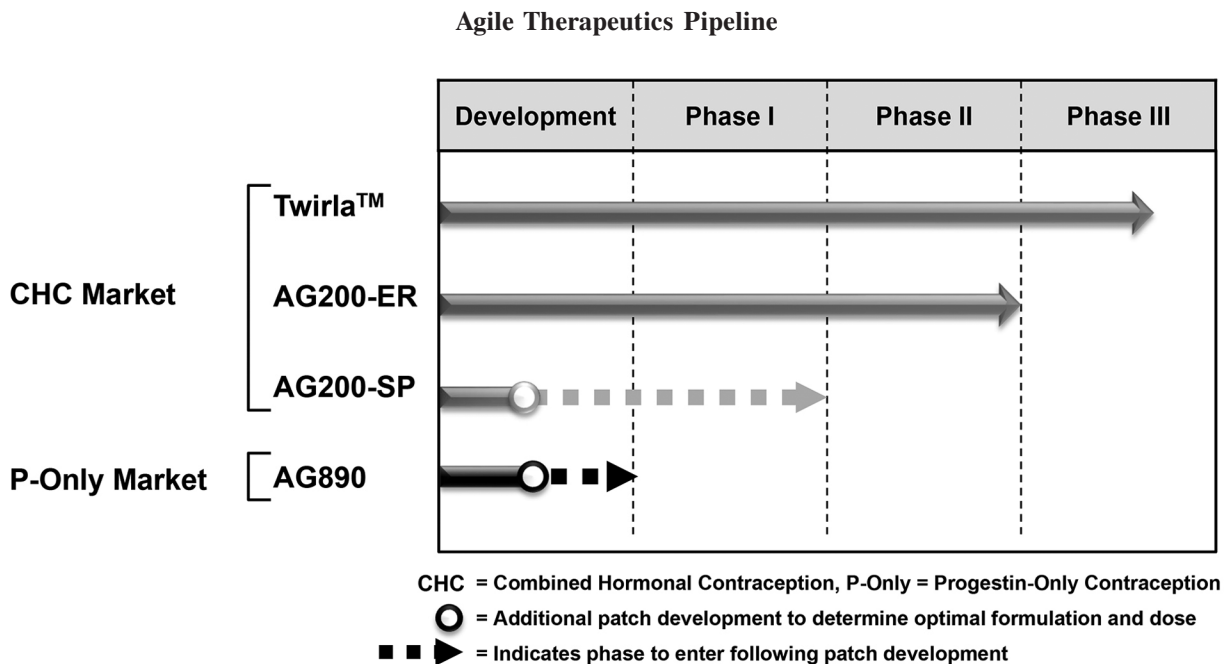 Agile Therapeutics Pipeline
Development Phase I Phase II Phase III
Twirla™
CHC Market AG200-ER
AG200-SP
P-Only Market AG890
CHC = Combined Hormonal Contraception, P-Only = Progestin-Only Contraception
= Additional patch development to determine optimal formulation and dose
= Indicates phase to enter following patch development